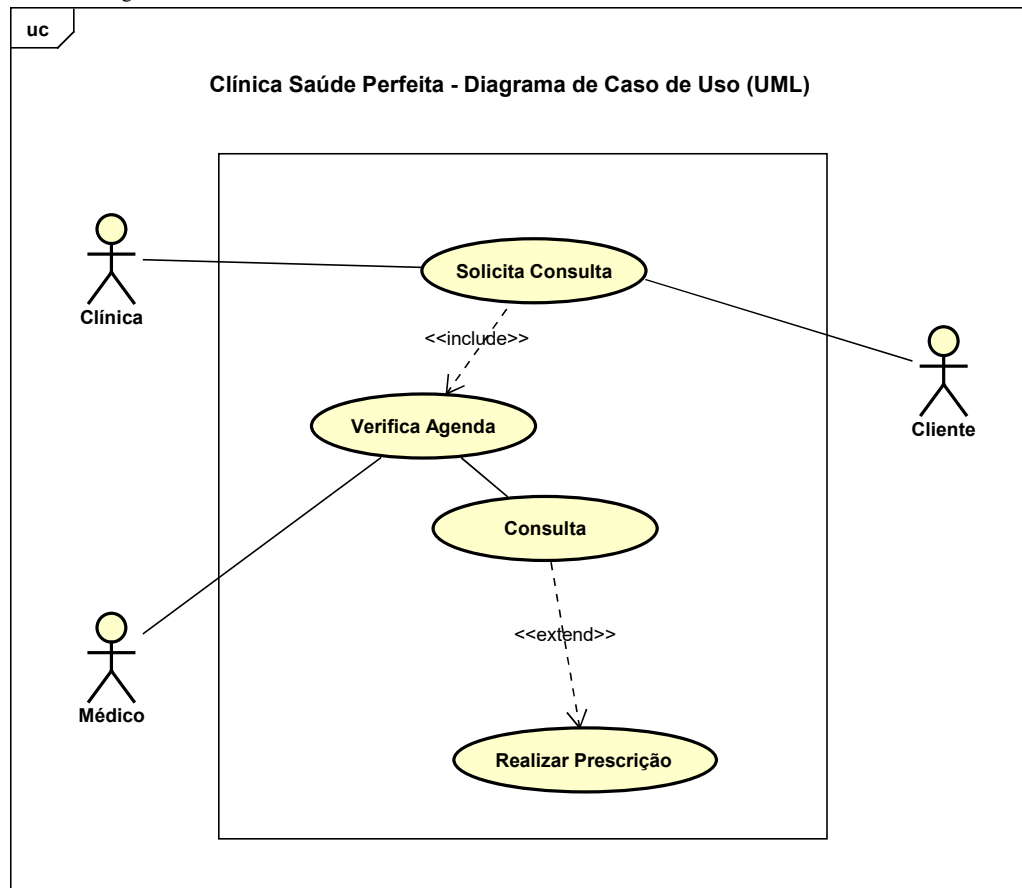 uc
Clínica Saúde Perfeita - Diagrama de Caso de Uso (UML)
Solicita Consulta
Clínica
<<include>>
Verifica Agenda
Cliente
Consulta
<<extend>>
Médico
Realizar Prescrição